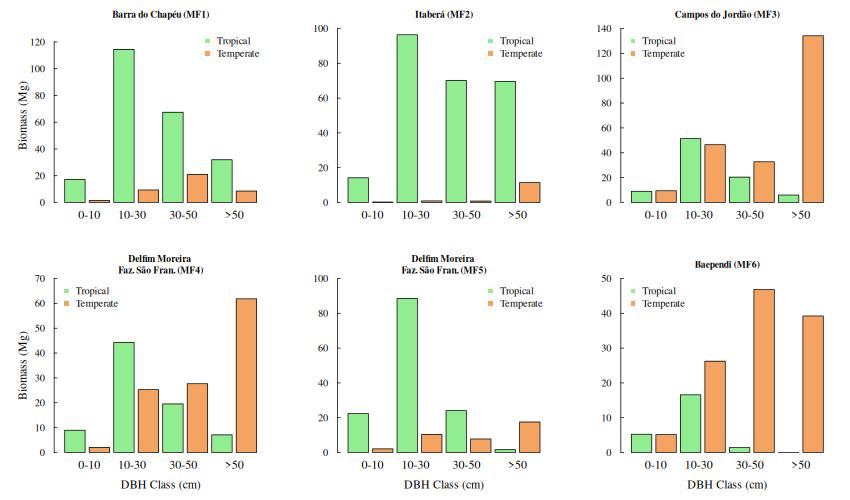 Barra do Chapéu (MF1)
Biomass (Mg)
120
100
80
60
40
20
0
Tropical
Temperate
0-10 10-30 30-50 >50
Itaberá (MF2)
100
80
60
40
20
0
Tropical
Temperate
0-10 10-30 30-50 >50
Campos do Jordão (MF3)
140
120
100
80
60
40
20
0
Tropical
Temperate
0-10 10-30 30-50 >50
Delfim Moreira
Faz. São Fran. (MF4)
Biomass (Mg)
70
60
50
40
30
20
10
0
Tropical
Temperate
0-10 10-30 30-50 >50
DBH Class (cm)
Delfim Moreira
Faz. São Fran. (MF5)
100
80
60
40
20
0
Tropical
Temperate
0-10 10-30 30-50 >50
DBH Class (cm)
Baependi (MF6)
50
40
30
20
10
0
Tropical
Temperate
0-10 10-30 30-50 >50
DBH Class (cm)